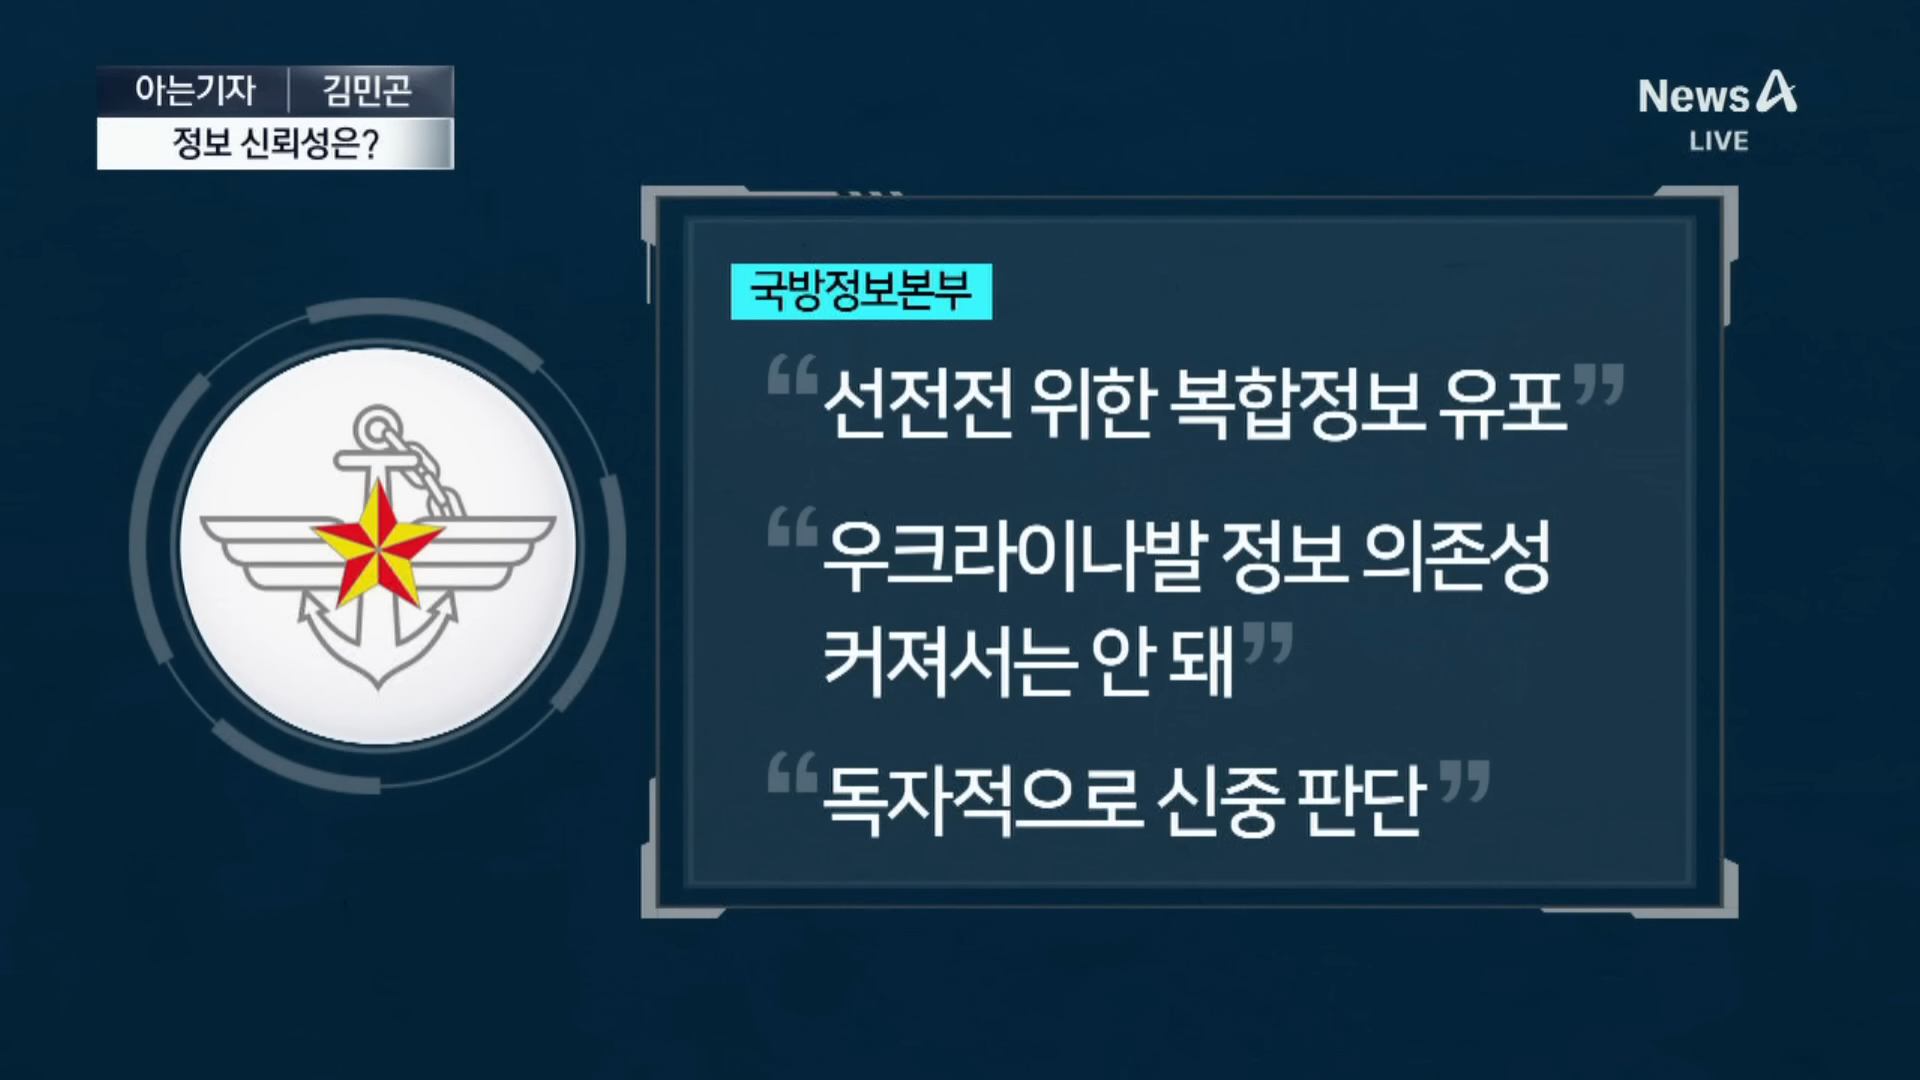 아는기자 김민곤
정보 신뢰성은?
News A
LIVE
국방정보본부
“선전전 위한 복합정보 유포”
“우크라이나발 정보 의존성
커져서는 안 돼”
“독자적으로 신중 판단”